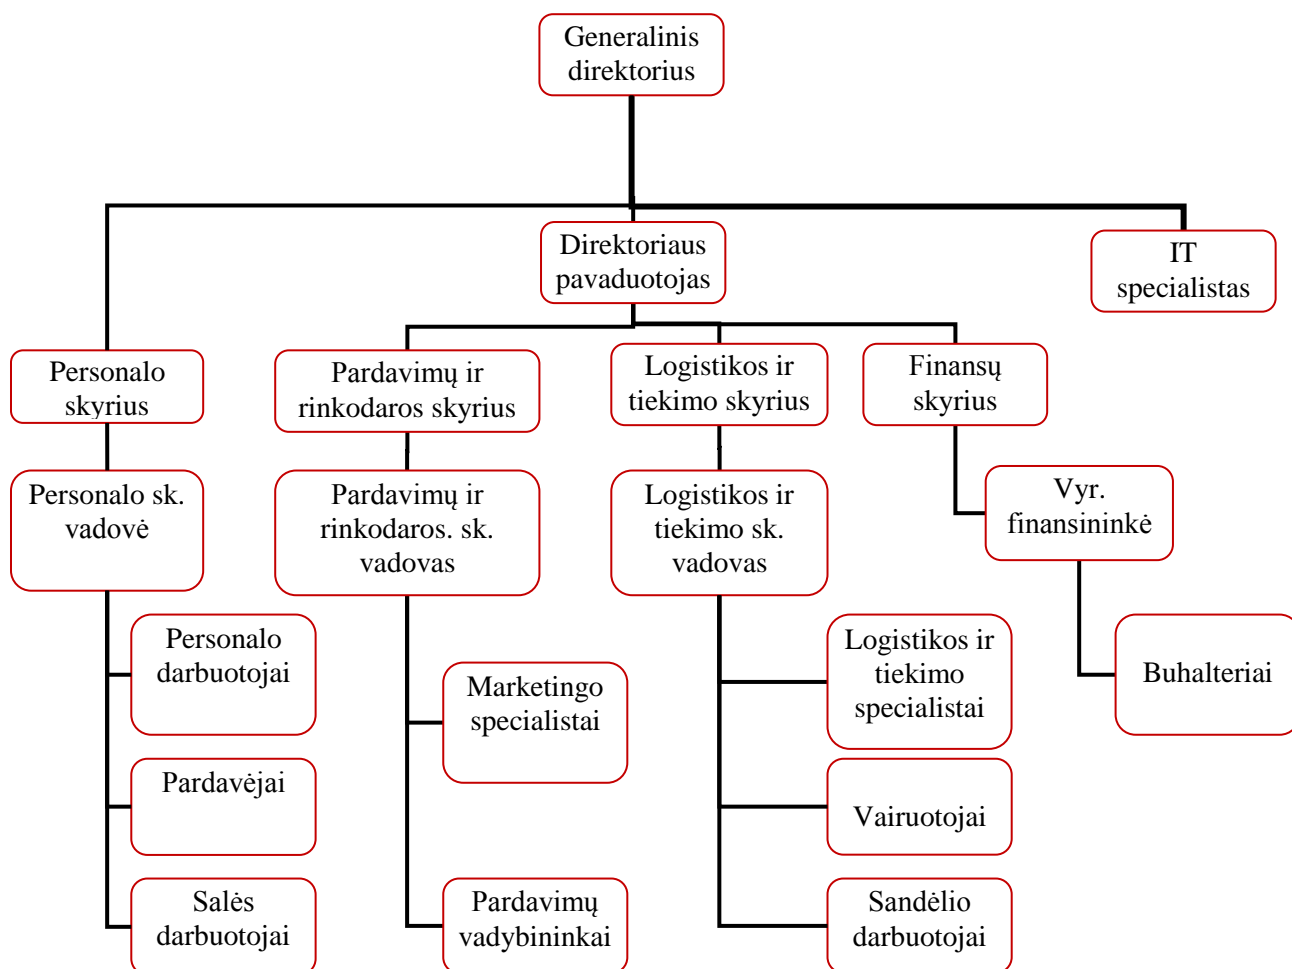 Generalinis
direktorius
Direktoriaus
pavaduotojas
IT
specialistas
Personalo
skyrius
Pardavimų ir
rinkodaros skyrius
Logistikos ir
tiekimo skyrius
Finansų
skyrius
Personalo sk.
vadovė
Pardavimų ir
rinkodaros. sk.
vadovas
Logistikos ir
tiekimo sk.
vadovas
Vyr.
finansininkė
Personalo
darbuotojai
Marketingo
specialistai
Logistikos ir
tiekimo
specialistai
Buhalteriai
Pardavėjai
Vairuotojai
Salės
darbuotojai
Pardavimų
vadybininkai
Sandėlio
darbuotojai